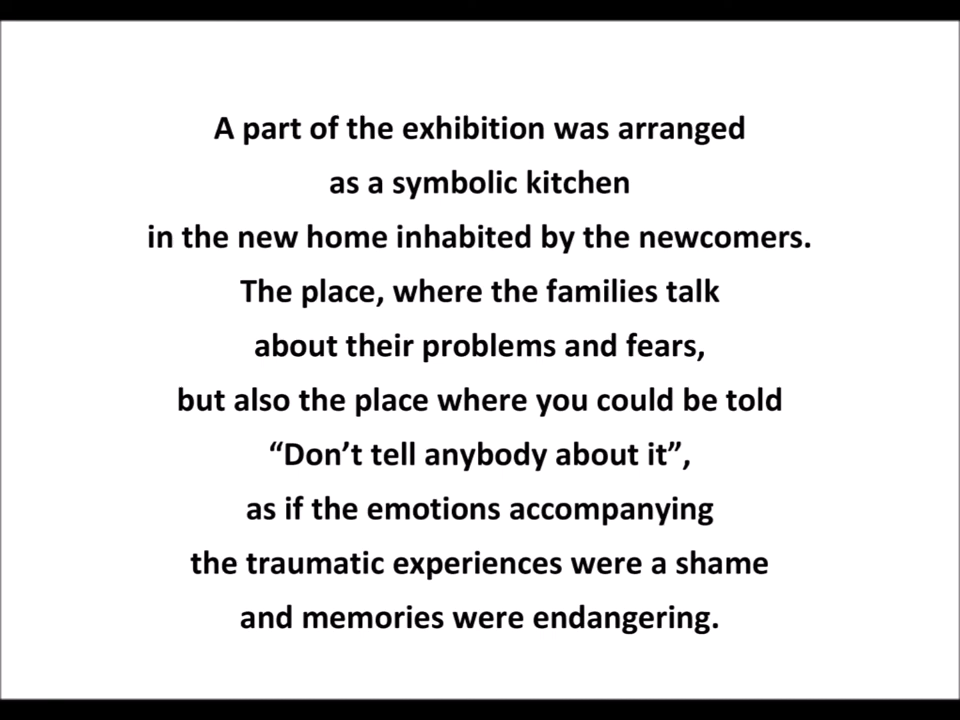 A part of the exhibition was arranged
as a symbolic kitchen
in the new home inhabited by the newcomers.
The place, where the families talk
about their problems and fears,
but also the place where you could be told
“Don’t tell anybody about it”,
as if the emotions accompanying
the traumatic experiences were a shame
and memories were endangering.